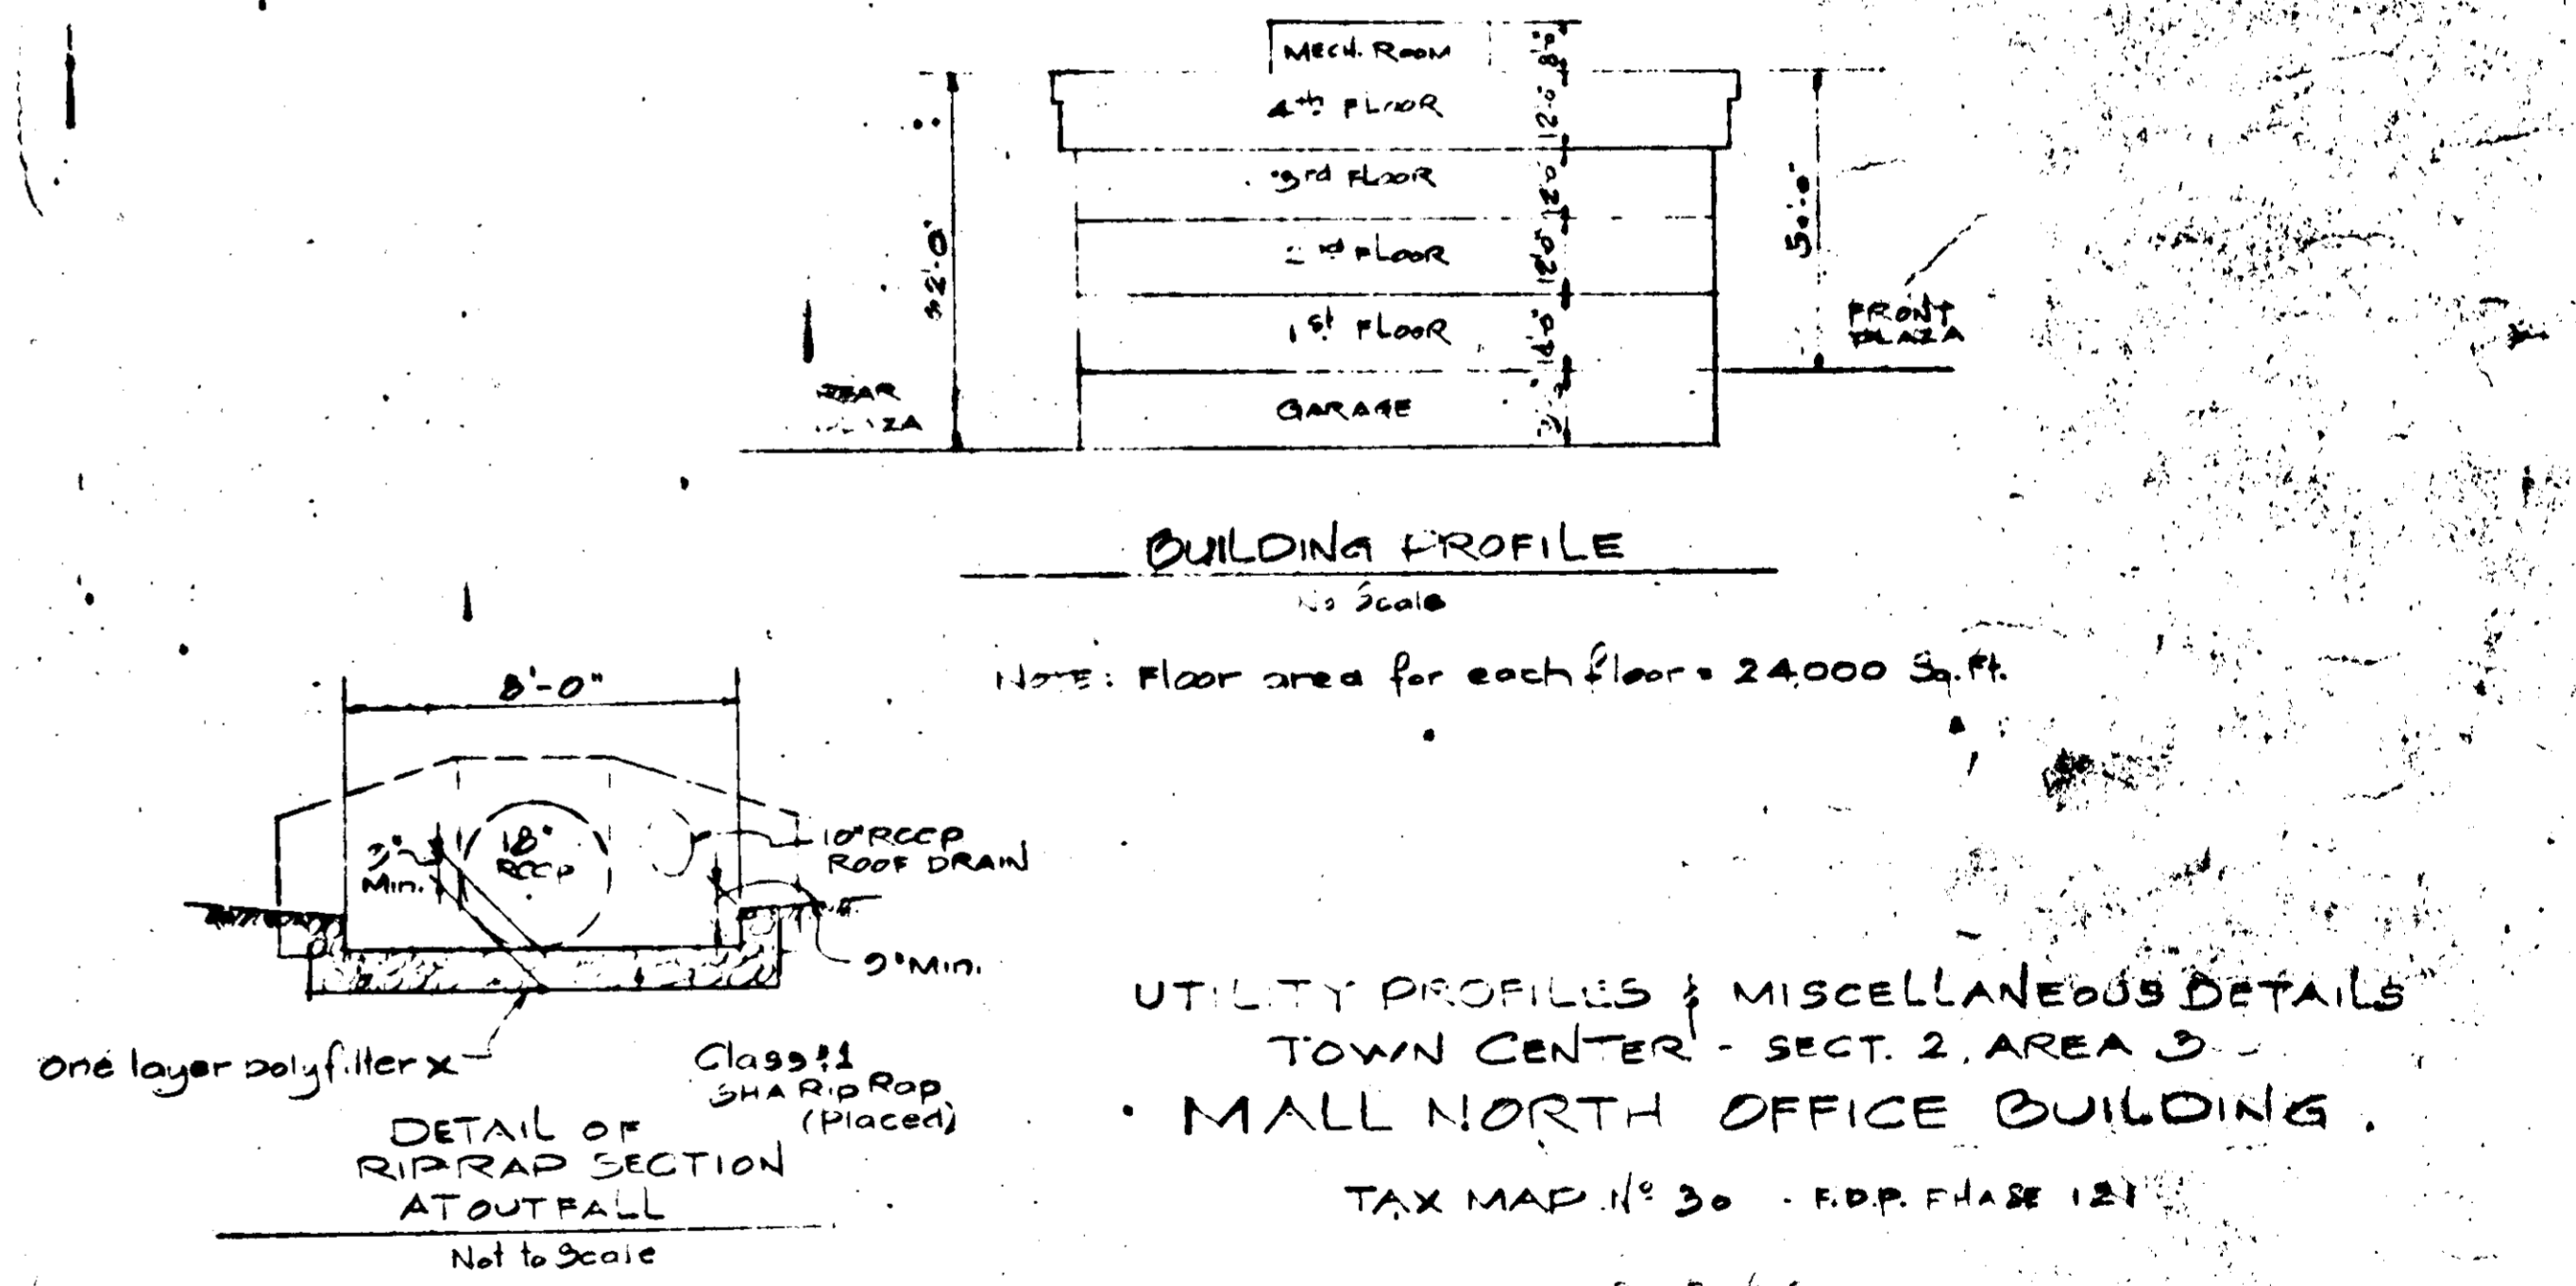 MECH. ROOM
8'-0"
4th FLOOR
12'-0"
3rd FLOOR
12'-0"
2nd FLOOR
12'-0"
1st FLOOR
14'-0"
GARAGE
50'-0"
FRONT
PLAZA
REAR
PLAZA
BUILDING PROFILE
No Scale
NOTE: Floor area for each floor = 24,000 Sq. Ft.
8'-0"
18"
RCCP
Min.
10" RCCP
ROOF DRAIN
9" Min.
One layer polyfilter x
Class 1
SHA Rip Rap
(Placed)
DETAIL OF
RIPRAP SECTION
AT OUTFALL
Not to Scale
UTILITY PROFILES & MISCELLANEOUS DETAILS
TOWN CENTER - SECT. 2, AREA 3
MALL NORTH OFFICE BUILDING.
TAX MAP Nº 30 - F.D.P. PHASE 121